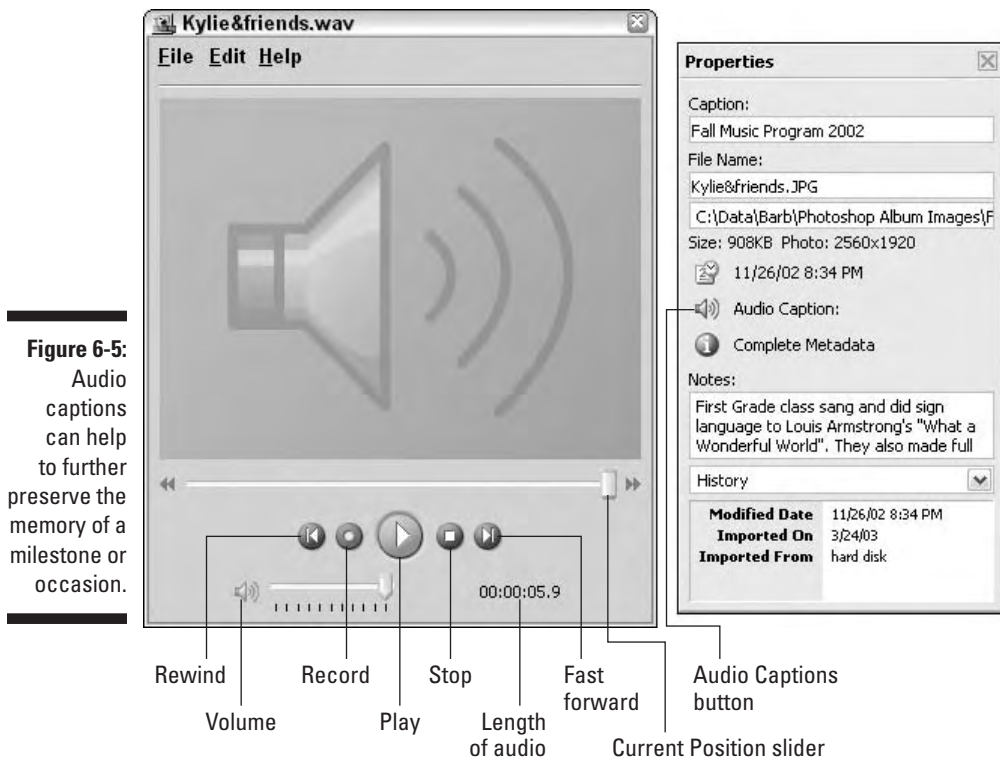 Kylie&friends.wav
File Edit Help
00:00:05.9
Properties
Caption:
Fall Music Program 2002
File Name:
Kylie&friends.JPG
C:\Data\Barb\Photoshop Album Images\F
Size: 908KB Photo: 2560x1920
11/26/02 8:34 PM
Audio Caption:
Complete Metadata
Notes:
First Grade class sang and did sign
language to Louis Armstrong's "What a
Wonderful World". They also made full
History
Modified Date 11/26/02 8:34 PM
Imported On 3/24/03
Imported From hard disk
Figure 6-5:
Audio
captions
can help
to further
preserve the
memory of a
milestone or
occasion.
Rewind
Record
Stop
Fast
forward
Audio Captions
button
Volume
Play
Length
of audio
Current Position slider